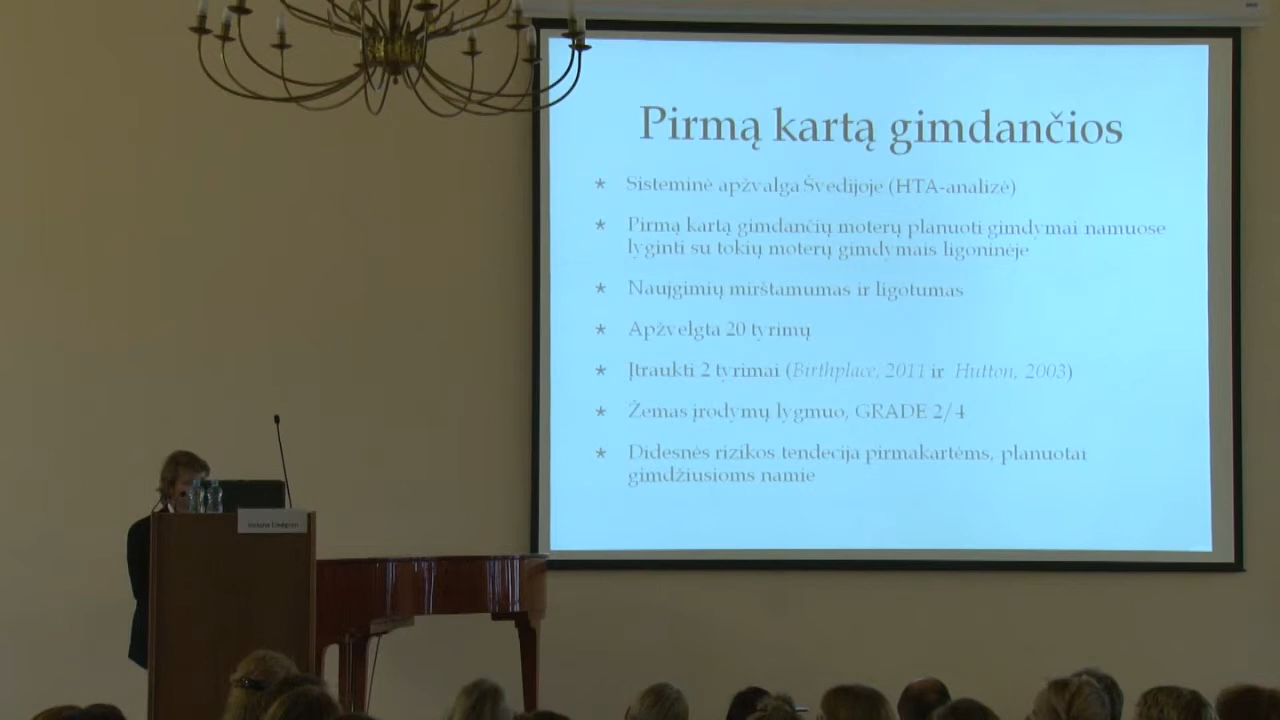 Pirmą kartą gimdančios
* Sisteminė apžvalga Švedijoje (HTA-analizė)
* Pirmą kartą gimdančių moterų planuoti gimdymai namuose
lyginti su tokių moterų gimdymais ligoninėje
* Naujgimių mirštamumas ir ligotumas
* Apžvelgta 20 tyrimų
* Įtraukti 2 tyrimai (Birthplace, 2011 ir Hutton, 2003)
* Žemas įrodymų lygmuo, GRADE 2/4
* Didesnės rizikos tendecija pirmakartėms, planuotai
gimdžiusioms namie
Lindgren